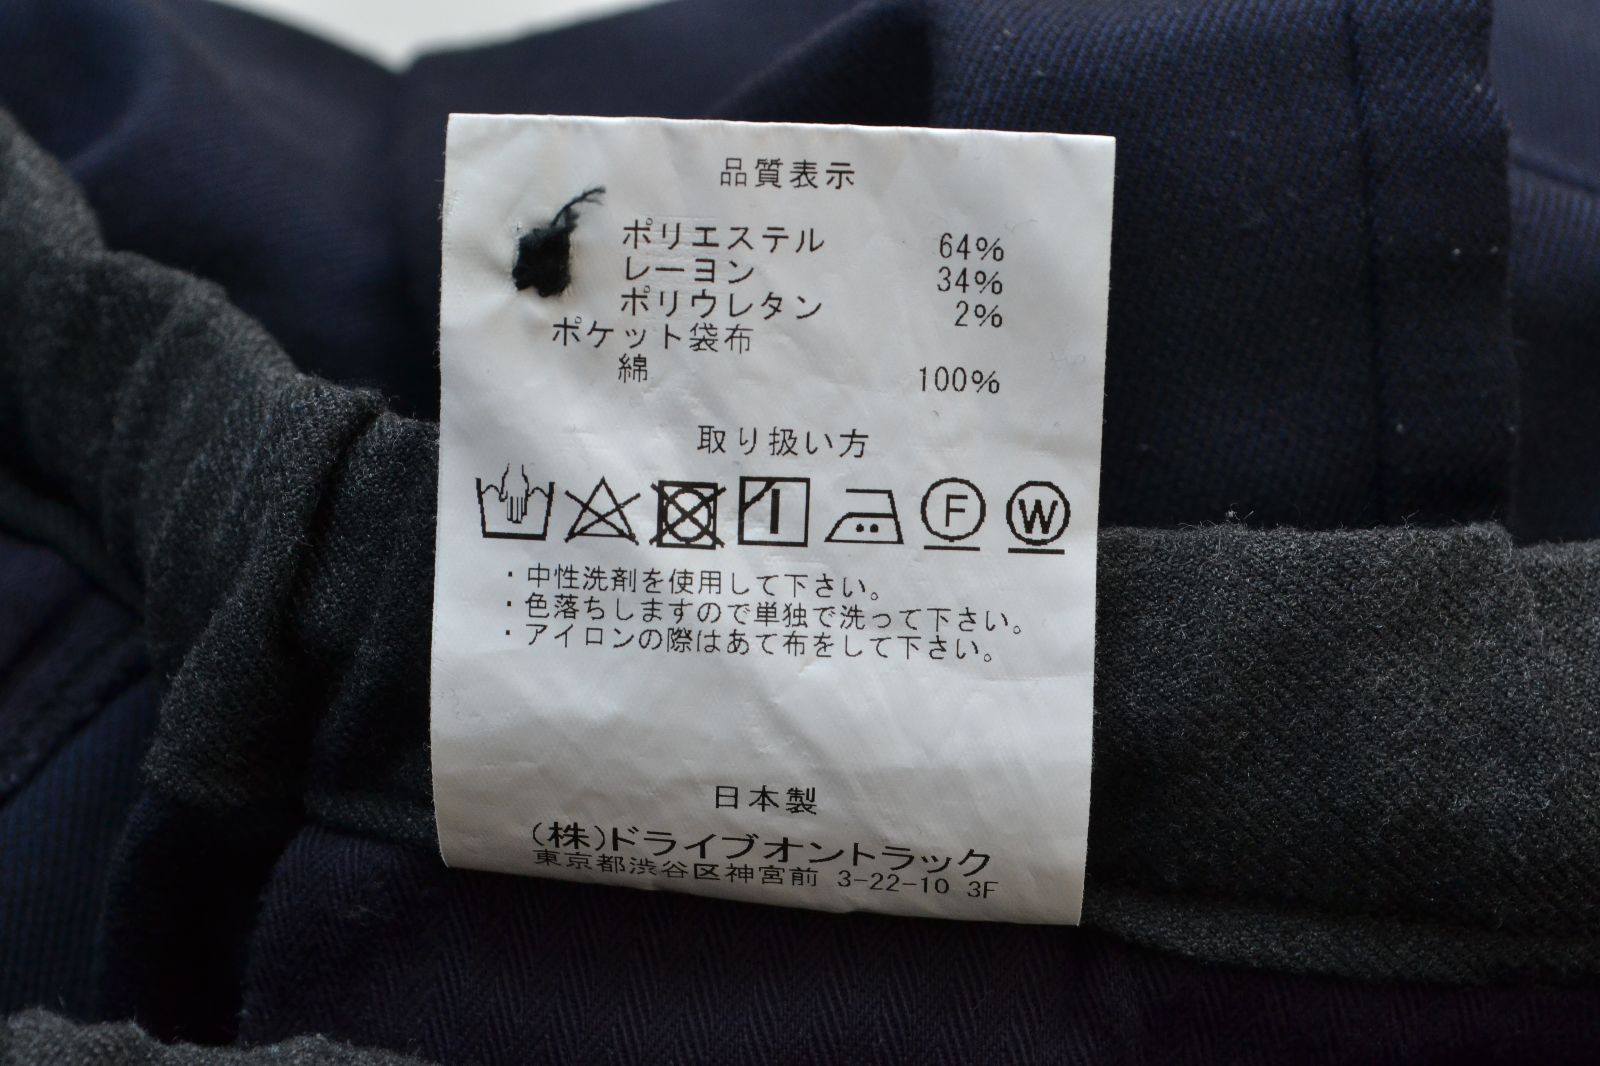 品質表示
ポリエステル 64%
レーヨン 34%
ポリウレタン 2%
ポケット袋布
綿 100%
取り扱い方
F W
・中性洗剤を使用して下さい。
・色落ちしますので単独で洗って下さい。
・アイロンの際はあて布をして下さい。
日本製
(株)ドライブオントラック
東京都渋谷区神宮前 3-22-10 3F